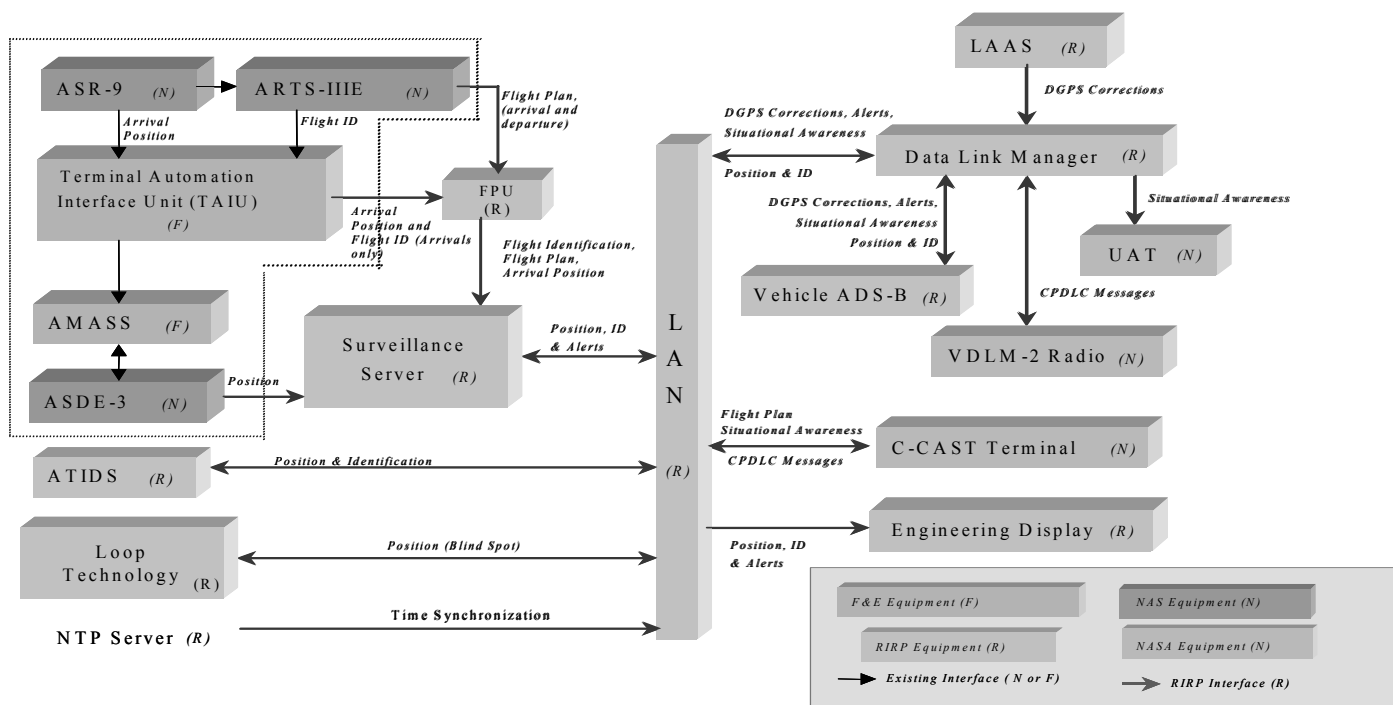 LAAS (R)
DGPS Corrections
ASR-9 (N)
ARTS-IIIE (N)
Flight Plan,
(arrival and
departure)
Arrival
Position
Flight ID
DGPS Corrections, Alerts,
Situational Awareness
Position & ID
Data Link Manager (R)
Terminal Automation
Interface Unit (TAIU)
(F)
FPU
(R)
Arrival
Position and
Flight ID (Arrivals
only)
Flight Identification,
Flight Plan,
Arrival Position
DGPS Corrections, Alerts,
Situational Awareness
Position & ID
Situational Awareness
UAT (N)
Vehicle ADS-B (R)
CPDLC Messages
VDLM-2 Radio (N)
AMASS (F)
Surveillance
Server (R)
Position, ID
& Alerts
L
A
N
(R)
ASDE-3 (N)
Position
Flight Plan
Situational Awareness
CPDLC Messages
C-CAST Terminal (N)
ATIDS (R)
Position & Identification
Engineering Display (R)
Position, ID
& Alerts
Loop
Technology (R)
Position (Blind Spot)
NTP Server (R)
Time Synchronization
F&E Equipment (F)
NAS Equipment (N)
RIRP Equipment (R)
NASA Equipment (N)
Existing Interface (N or F)
RIRP Interface (R)